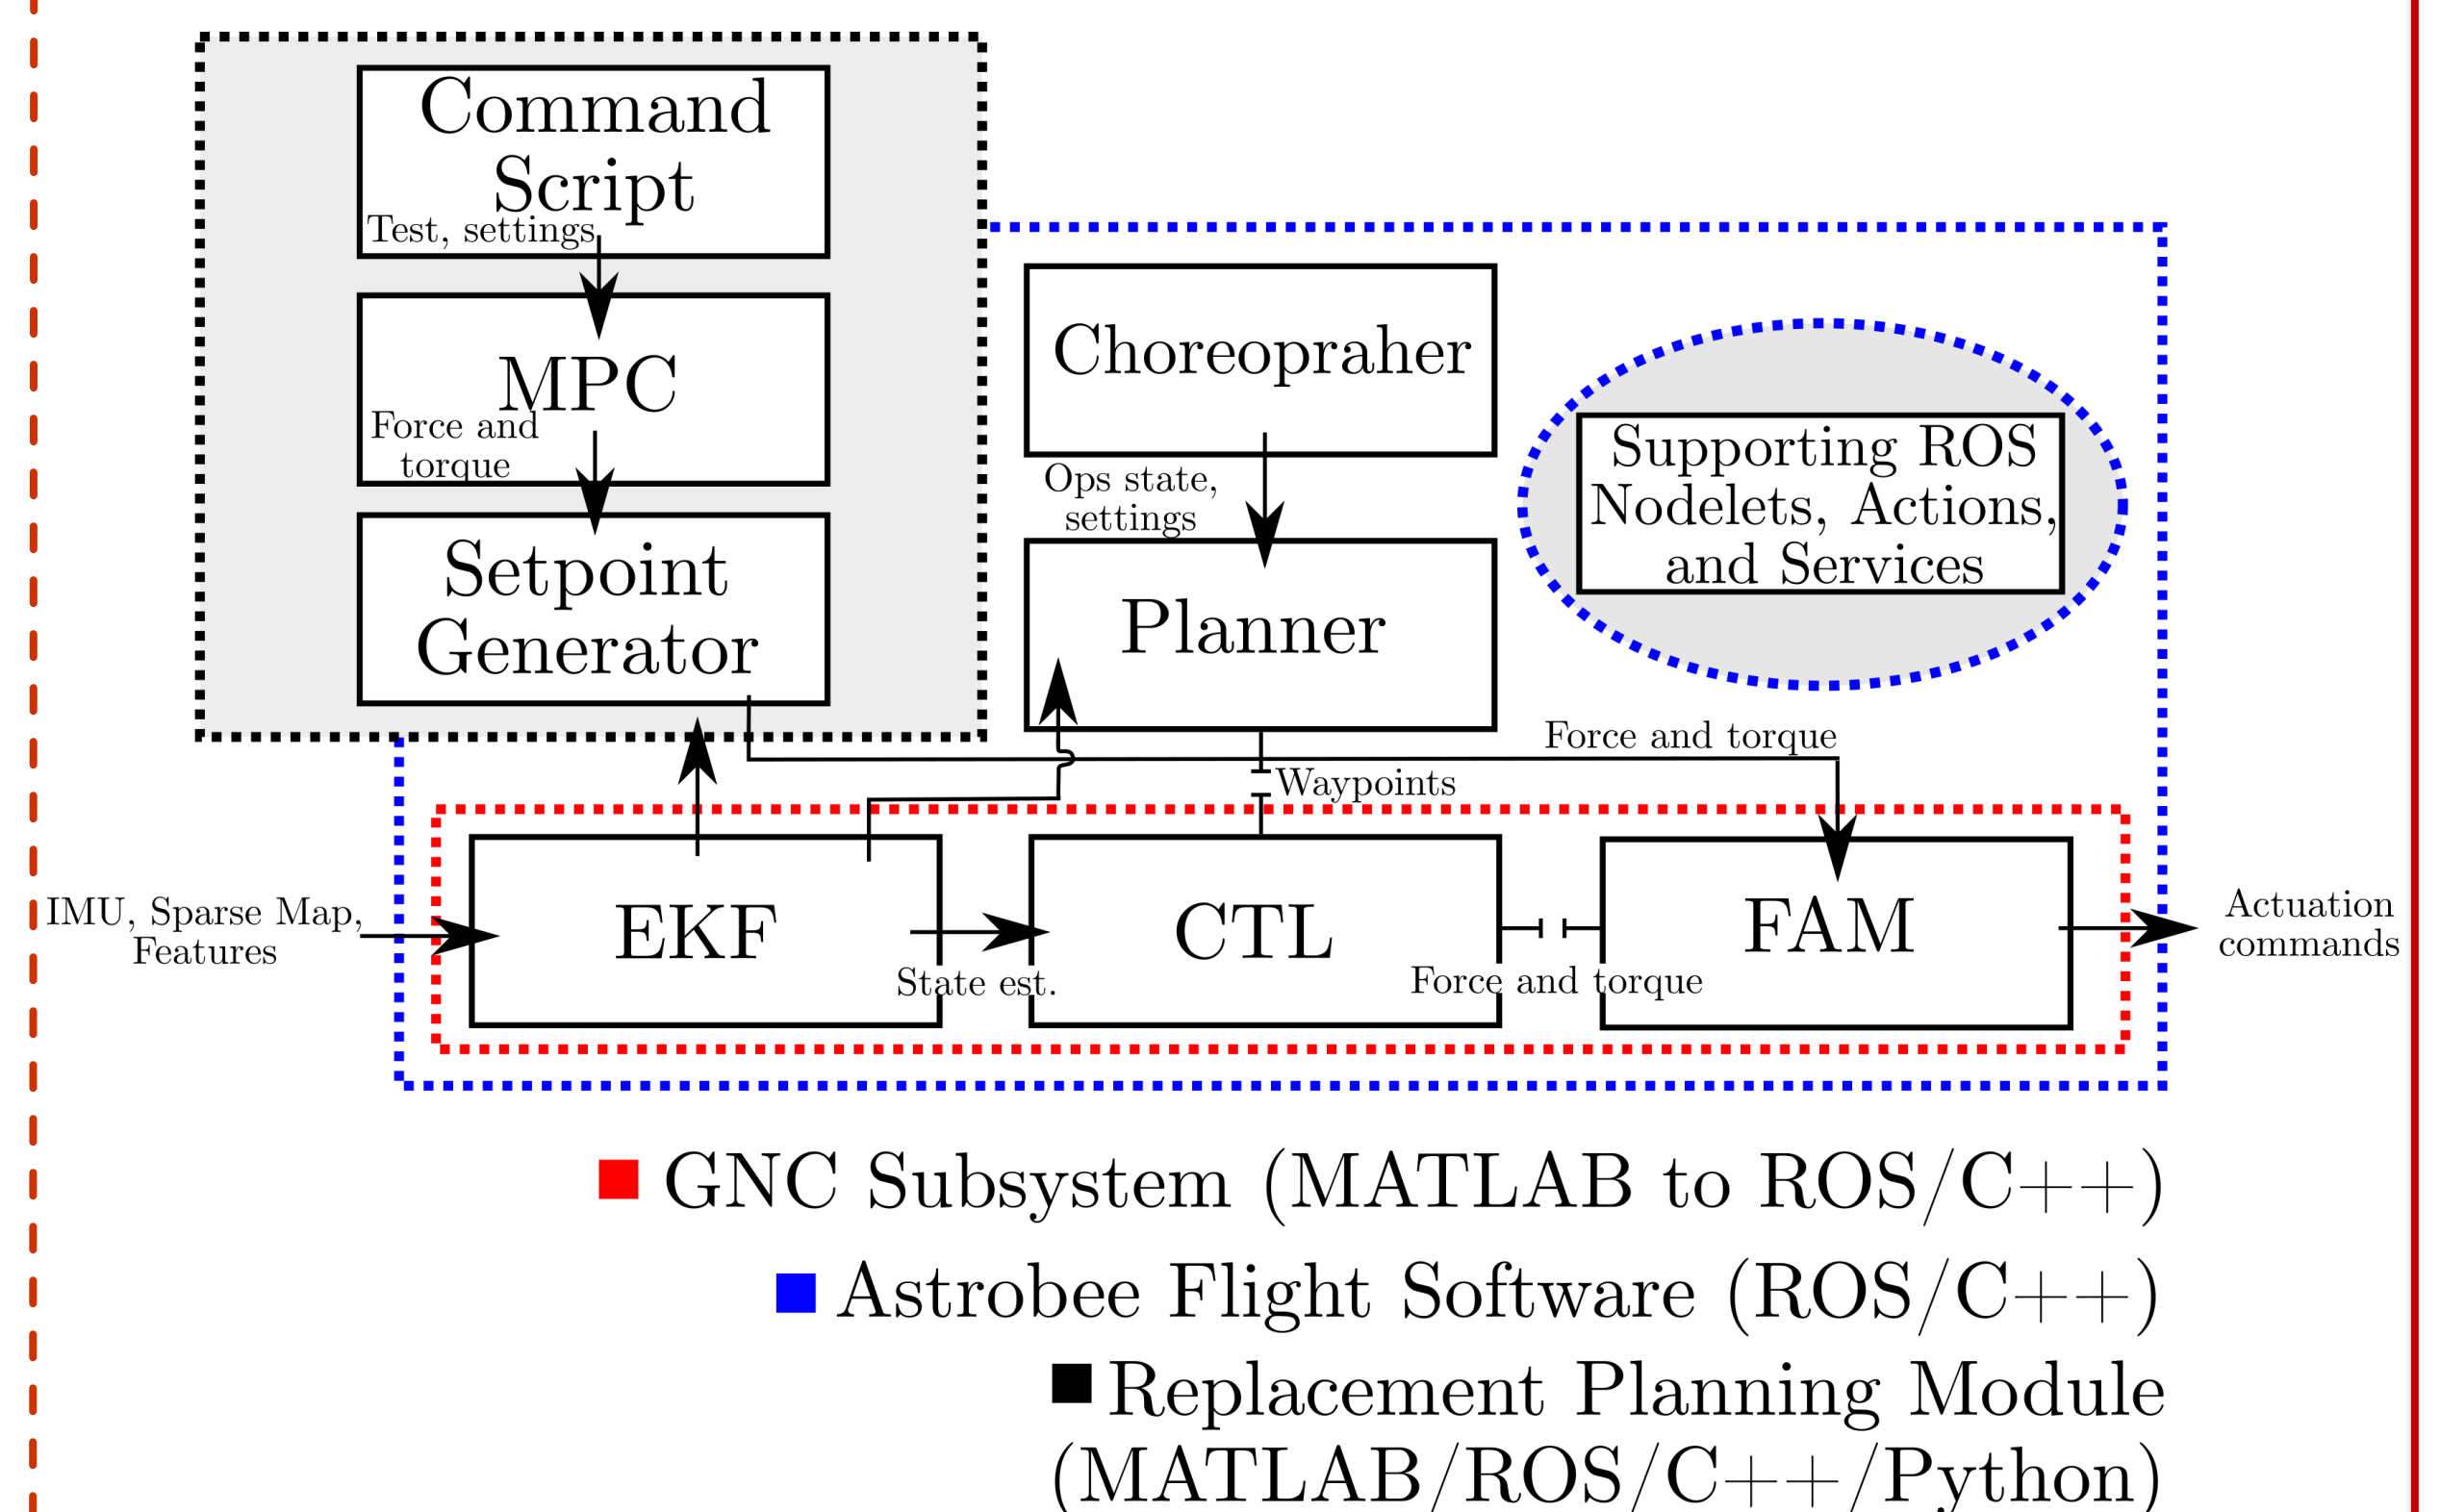 Command
Script
Test, settings
MPC
Force and
torque
Setpoint
Generator
Choreopraher
Ops state,
settings
Planner
Supporting ROS
Nodelets, Actions,
and Services
Force and torque
Waypoints
IMU, Sparse Map,
Features
EKF
State est.
CTL
Force and torque
FAM
Actuation
commands
GNC Subsystem (MATLAB to ROS/C++)
Astrobee Flight Software (ROS/C++)
Replacement Planning Module
(MATLAB/ROS/C++/Python)